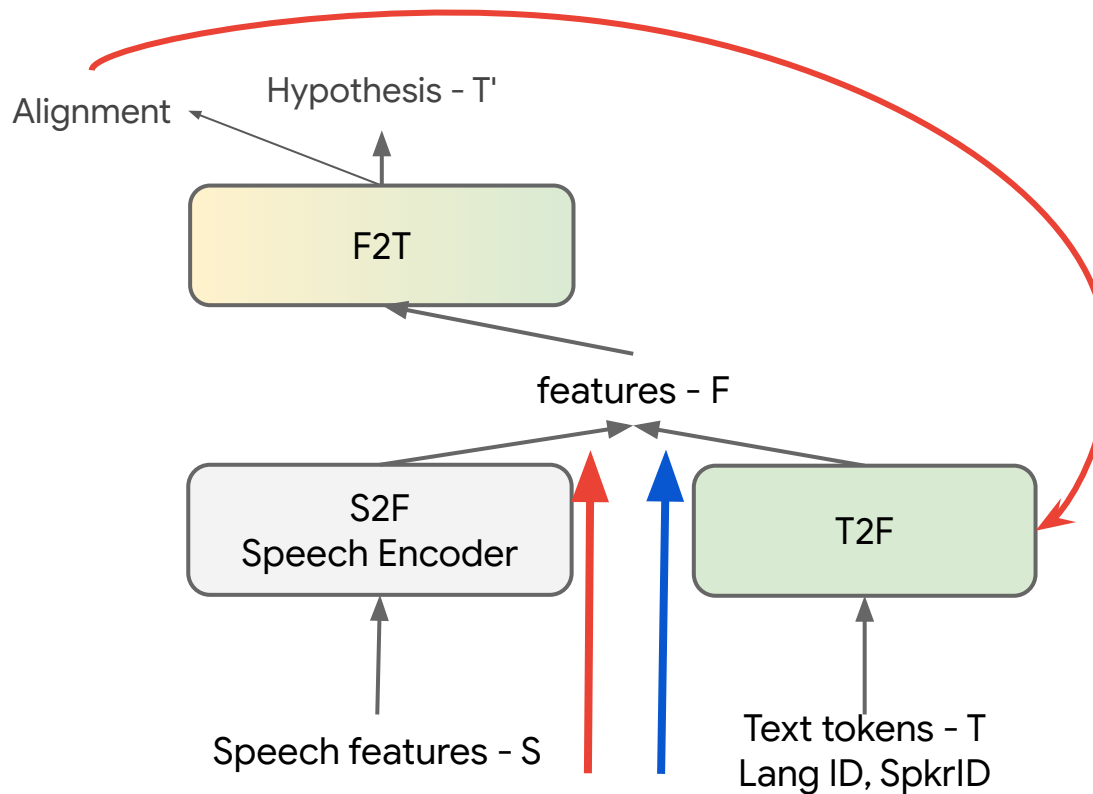 Hypothesis - T'
Alignment
F2T
features - F
S2F
Speech Encoder
T2F
Speech features - S
Text tokens - T
Lang ID, SpkrID